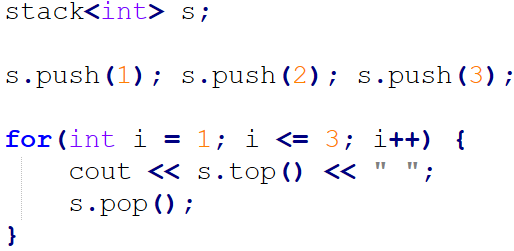 stack<int> s;
s.push(1); s.push(2); s.push(3);
for(int i = 1; i <= 3; i++) {
    cout << s.top() << " ";
    s.pop();
}